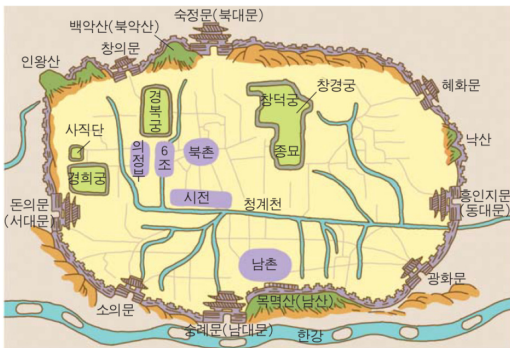 숙정문(북대문)
백악산(북악산)
창의문
인왕산
혜화문
경복궁
창덕궁
창경궁
종묘
낙산
사직단
의정부
6조
북촌
경희궁
시전
청계천
돈의문
(서대문)
흥인지문
(동대문)
남촌
광화문
소의문
목멱산(남산)
숭례문(남대문)
한강